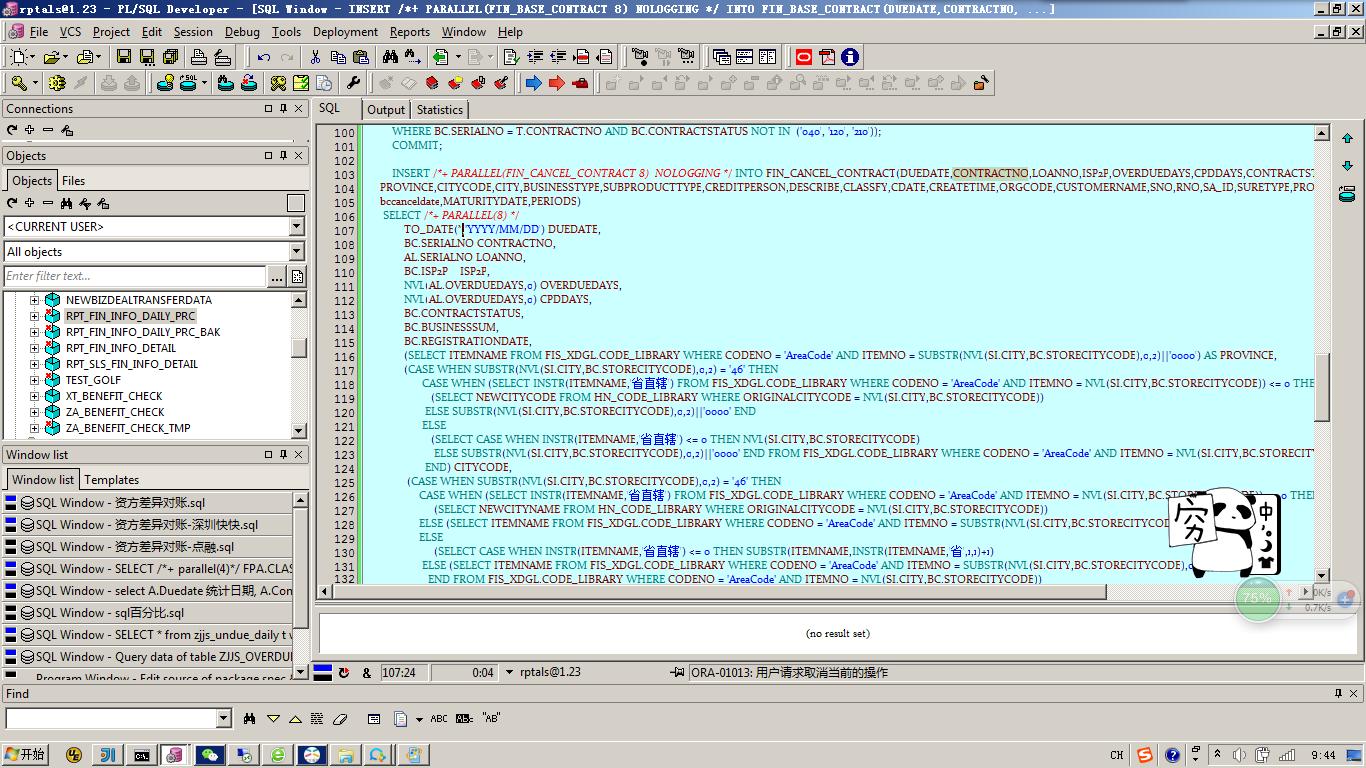 rptals@1.23 - PL/SQL Developer - [SQL Window - INSERT /*+ PARALLEL(FIN_BASE_CONTRACT 8) NOLOGGING */ INTO FIN_BASE_CONTRACT(DUEDATE,CONTRACTNO, ...]
File VCS Project Edit Session Debug Tools Deployment Reports Window Help
Connections
Objects
Objects Files
<CURRENT USER>
All objects
Enter filter text...
NEWBIZDEALTRANSFERDATA
RPT_FIN_INFO_DAILY_PRC
RPT_FIN_INFO_DAILY_PRC_BAK
RPT_FIN_INFO_DETAIL
RPT_SLS_FIN_INFO_DETAIL
TEST_GOLF
XT_BENEFIT_CHECK
ZA_BENEFIT_CHECK
ZA_BENEFIT_CHECK_TMP
Window list
Window list Templates
SQL Window - 资方差异对账.sql
SQL Window - 资方差异对账-深圳快快.sql
SQL Window - 资方差异对账-点融.sql
SQL Window - SELECT /*+ parallel(4)*/ FPA.CLAS
SQL Window - select A.Duedate 统计日期, A.Con
SQL Window - sql百分比.sql
SQL Window - SELECT * from zjjs_undue_daily t w
SQL Window - Query data of table ZJJS_OVERDU
Program Window - Edit source of package spec &
SQL Output Statistics
100 WHERE BC.SERIALNO = T.CONTRACTNO AND BC.CONTRACTSTATUS NOT IN ('040', '120', '210'));
101 COMMIT;
102
103 INSERT /*+ PARALLEL(FIN_CANCEL_CONTRACT 8) NOLOGGING */ INTO FIN_CANCEL_CONTRACT(DUEDATE,CONTRACTNO,LOANNO,ISP2P,OVERDUEDAYS,CPDDAYS,CONTRACTST
104 PROVINCE,CITYCODE,CITY,BUSINESSTYPE,SUBPRODUCTTYPE,CREDITPERSON,DESCRIBE,CLASSFY,CDATE,CREATETIME,ORGCODE,CUSTOMERNAME,SNO,RNO,SA_ID,SURETYPE,PRO
105 bccanceldate,MATURITYDATE,PERIODS)
106 SELECT /*+ PARALLEL(8) */
107 TO_DATE('','YYYY/MM/DD') DUEDATE,
108 BC.SERIALNO CONTRACTNO,
109 AL.SERIALNO LOANNO,
110 BC.ISP2P ISP2P,
111 NVL(AL.OVERDUEDAYS,0) OVERDUEDAYS,
112 NVL(AL.OVERDUEDAYS,0) CPDDAYS,
113 BC.CONTRACTSTATUS,
114 BC.BUSINESSSUM,
115 BC.REGISTRATIONDATE,
116 (SELECT ITEMNAME FROM FIS_XDGL.CODE_LIBRARY WHERE CODENO = 'AreaCode' AND ITEMNO = SUBSTR(NVL(SI.CITY,BC.STORECITYCODE),0,2)||'0000') AS PROVINCE,
117 (CASE WHEN SUBSTR(NVL(SI.CITY,BC.STORECITYCODE),0,2) = '46' THEN
118 CASE WHEN (SELECT INSTR(ITEMNAME,'省直辖') FROM FIS_XDGL.CODE_LIBRARY WHERE CODENO = 'AreaCode' AND ITEMNO = NVL(SI.CITY,BC.STORECITYCODE)) <= 0 THE
119 (SELECT NEWCITYCODE FROM HN_CODE_LIBRARY WHERE ORIGINALCITYCODE = NVL(SI.CITY,BC.STORECITYCODE))
120 ELSE SUBSTR(NVL(SI.CITY,BC.STORECITYCODE),0,2)||'0000' END
121 ELSE
122 (SELECT CASE WHEN INSTR(ITEMNAME,'省直辖') <= 0 THEN NVL(SI.CITY,BC.STORECITYCODE)
123 ELSE SUBSTR(NVL(SI.CITY,BC.STORECITYCODE),0,2)||'0000' END FROM FIS_XDGL.CODE_LIBRARY WHERE CODENO = 'AreaCode' AND ITEMNO = NVL(SI.CITY,BC.STORECITY
124 END) CITYCODE,
125 (CASE WHEN SUBSTR(NVL(SI.CITY,BC.STORECITYCODE),0,2) = '46' THEN
126 CASE WHEN (SELECT INSTR(ITEMNAME,'省直辖') FROM FIS_XDGL.CODE_LIBRARY WHERE CODENO = 'AreaCode' AND ITEMNO = NVL(SI.CITY,BC.STORECITYCODE)) <= 0 THE
127 (SELECT NEWCITYNAME FROM HN_CODE_LIBRARY WHERE ORIGINALCITYCODE = NVL(SI.CITY,BC.STORECITYCODE))
128 ELSE (SELECT ITEMNAME FROM FIS_XDGL.CODE_LIBRARY WHERE CODENO = 'AreaCode' AND ITEMNO = SUBSTR(NVL(SI.CITY,BC.STORECITYCODE)
129 ELSE
130 (SELECT CASE WHEN INSTR(ITEMNAME,'省直辖') <= 0 THEN SUBSTR(ITEMNAME,INSTR(ITEMNAME,'省',1,1)+1)
131 ELSE (SELECT ITEMNAME FROM FIS_XDGL.CODE_LIBRARY WHERE CODENO = 'AreaCode' AND ITEMNO = SUBSTR(NVL(SI.CITY,BC.STORECITYCODE),0
132 END FROM FIS_XDGL.CODE_LIBRARY WHERE CODENO = 'AreaCode' AND ITEMNO = NVL(SI.CITY,BC.STORECITYCODE))
穷
中
75%
0K/s
0.7K/s
(no result set)
& 107:24 0:04 rptals@1.23 ORA-01013: 用户请求取消当前的操作
Find
ABC "AB"
开始
CH
9:44